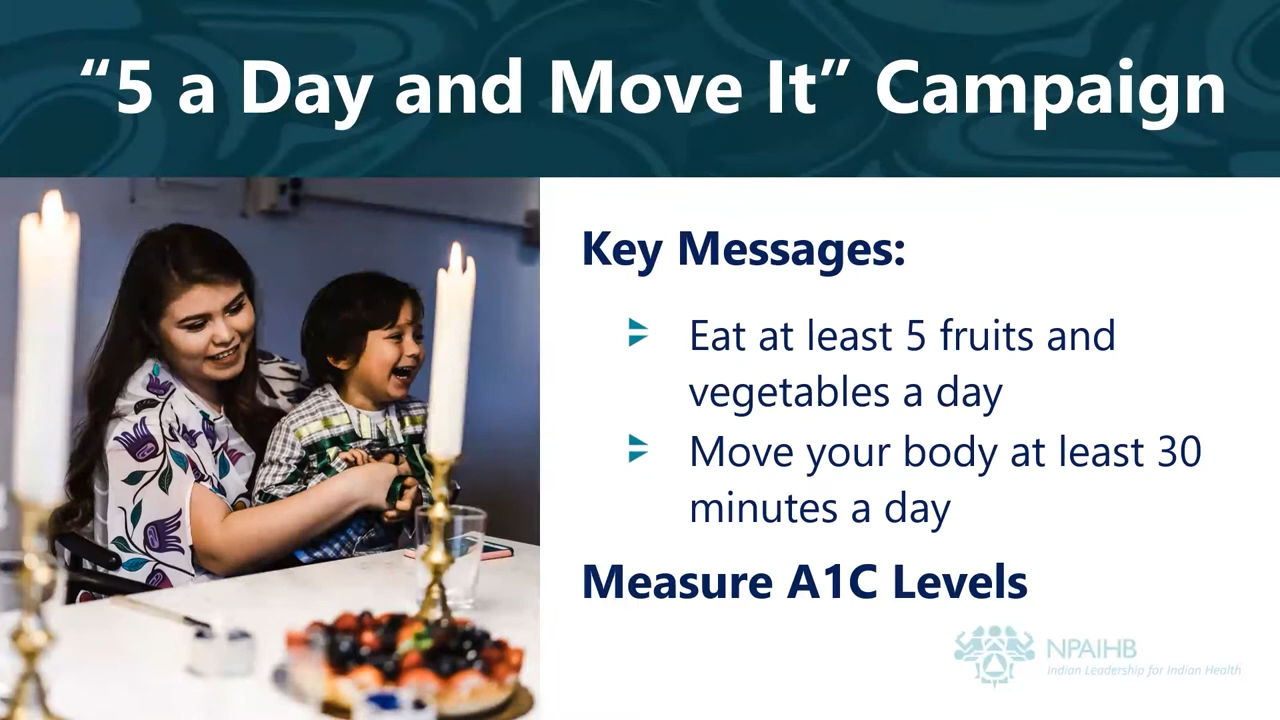 “5 a Day and Move It” Campaign
Key Messages:
Eat at least 5 fruits and
vegetables a day
Move your body at least 30
minutes a day
Measure A1C Levels
NPAIHB
Indian Leadership for Indian Health